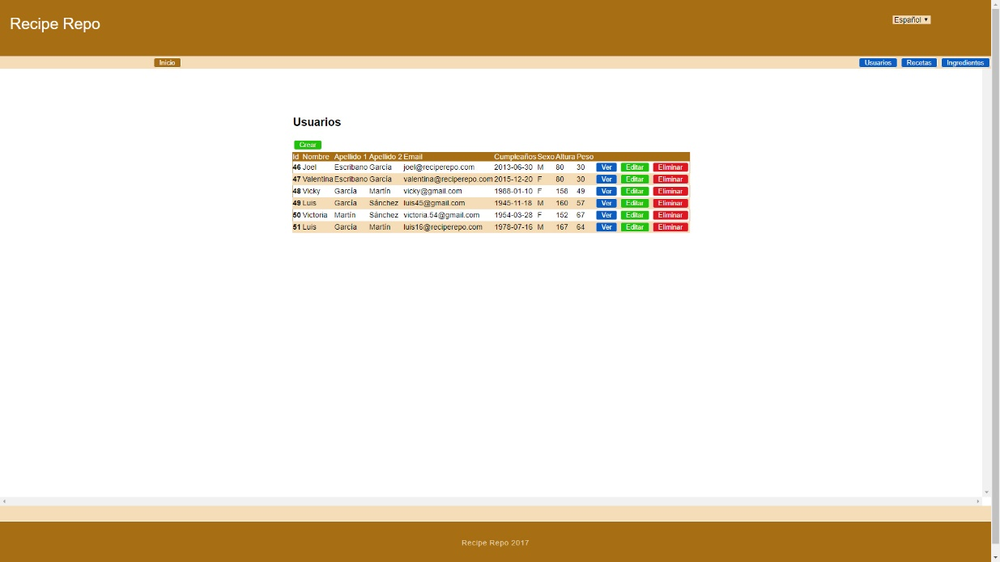 Recipe Repo
Español
Inicio
Usuarios Recetas Ingredientes
Usuarios
Crear
Id Nombre Apellido 1 Apellido 2 Email Cumpleaños Sexo Altura Peso
46 Joel Escribano García joel@reciperepo.com 2013-06-30 M 80 30 Ver Editar Eliminar
47 Valentina Escribano García valentina@reciperepo.com 2015-12-20 F 80 30 Ver Editar Eliminar
48 Vicky García Martín vicky@gmail.com 1988-01-10 F 158 49 Ver Editar Eliminar
49 Luis García Sánchez luis45@gmail.com 1945-11-18 M 160 57 Ver Editar Eliminar
50 Victoria Martín Sánchez victoria.54@gmail.com 1954-03-28 F 152 67 Ver Editar Eliminar
51 Luis García Martín luis16@reciperepo.com 1978-07-16 M 167 64 Ver Editar Eliminar
Recipe Repo 2017